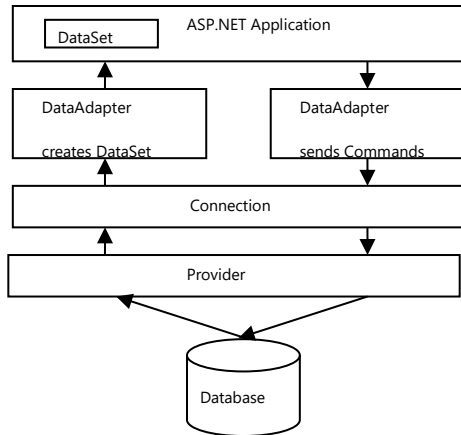 ASP.NET Application
DataSet
DataAdapter
creates DataSet
DataAdapter
sends Commands
Connection
Provider
Database